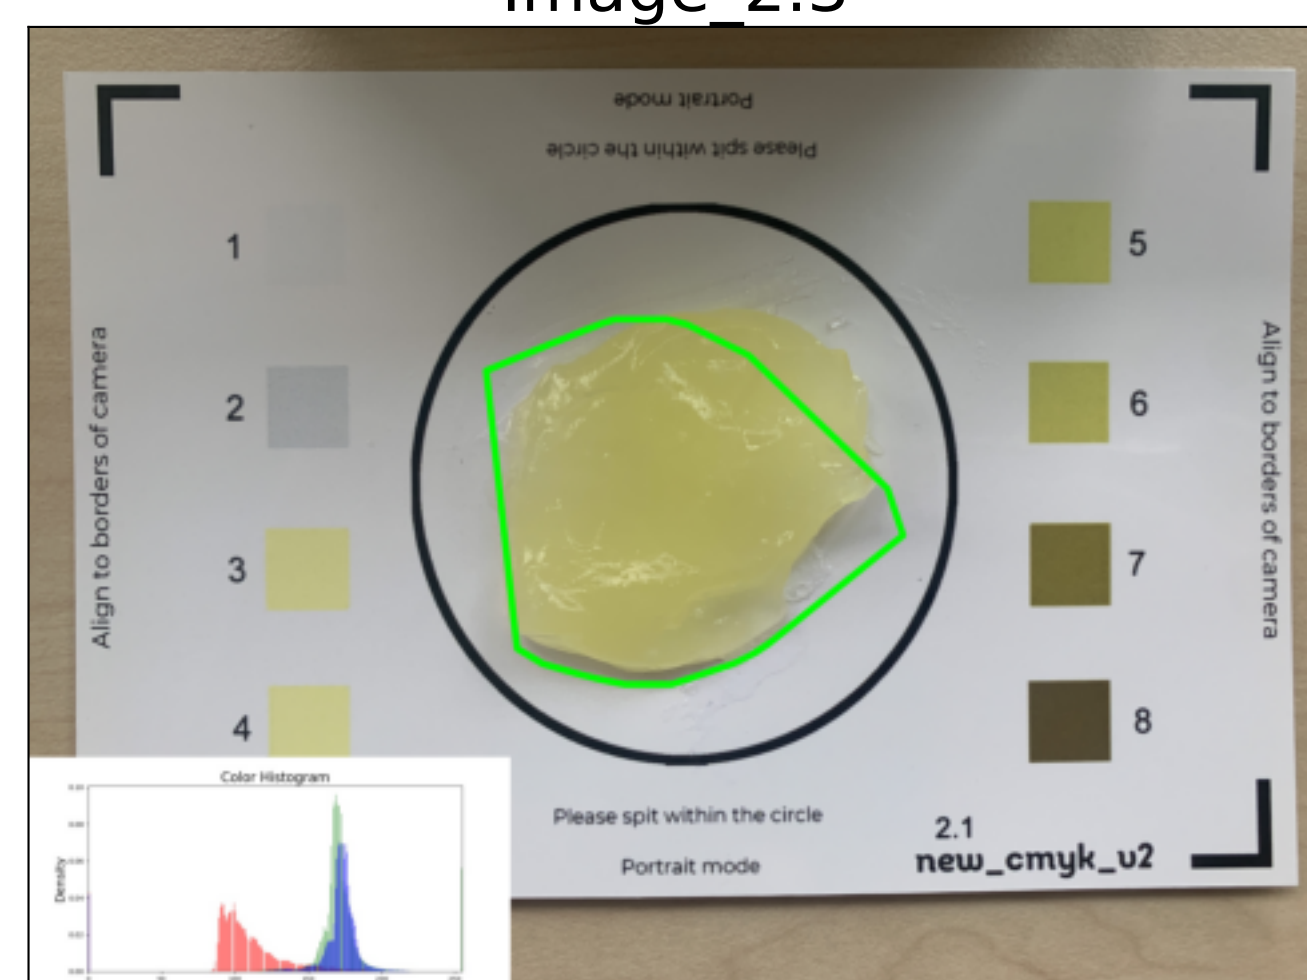 image_2.3
Portrait mode
Please spit within the circle
1
2
3
4
5
6
7
8
Align to borders of camera
Align to borders of camera
Please spit within the circle
Portrait mode
2.1
new_cmyk_v2
Color Histogram
Density